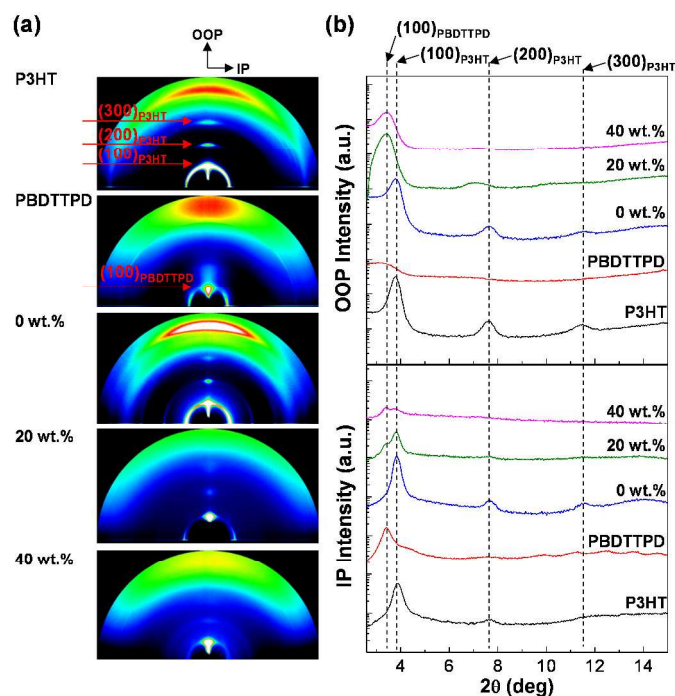 (a)
OOP
IP
P3HT
(300)P3HT
(200)P3HT
(100)P3HT
PBDTTPD
(100)PBDTTPD
0 wt.%
20 wt.%
40 wt.%
(b)
(100)PBDTTPD
(100)P3HT
(200)P3HT
(300)P3HT
OOP Intensity (a.u.)
40 wt.%
20 wt.%
0 wt.%
PBDTTPD
P3HT
IP Intensity (a.u.)
40 wt.%
20 wt.%
0 wt.%
PBDTTPD
P3HT
4 6 8 10 12 14
2θ (deg)